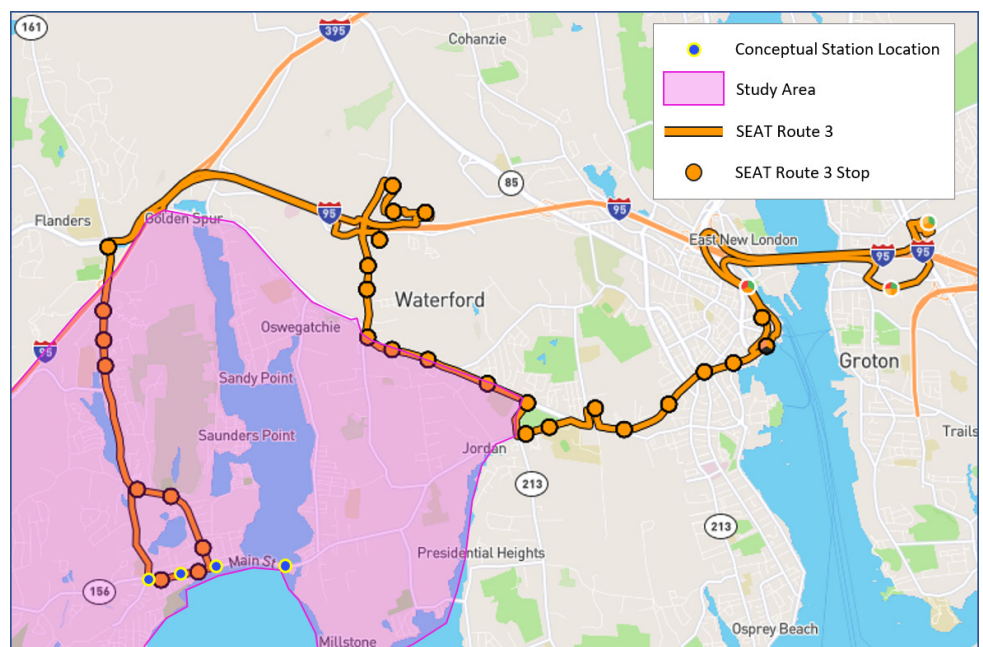 161
395
Cohanzie
Conceptual Station Location
Study Area
SEAT Route 3
SEAT Route 3 Stop
85
95
95
Flanders
Golden Spur
East New London
95
95
Waterford
Oswegatchie
95
Groton
Sandy Point
Saunders Point
Trails
Jordan
213
213
Presidential Heights
Main St
156
Osprey Beach
Millstone